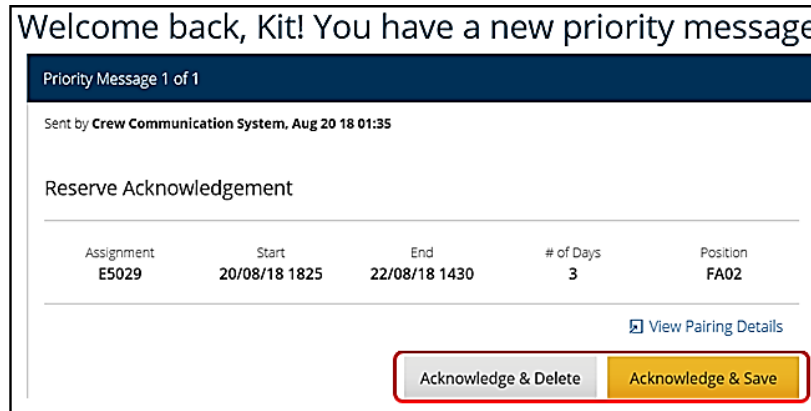 Welcome back, Kit! You have a new priority message
Priority Message 1 of 1
Sent by Crew Communication System, Aug 20 18 01:35
Reserve Acknowledgement
Assignment Start End # of Days Position
E5029 20/08/18 1825 22/08/18 1430 3 FA02
View Pairing Details
Acknowledge & Delete Acknowledge & Save